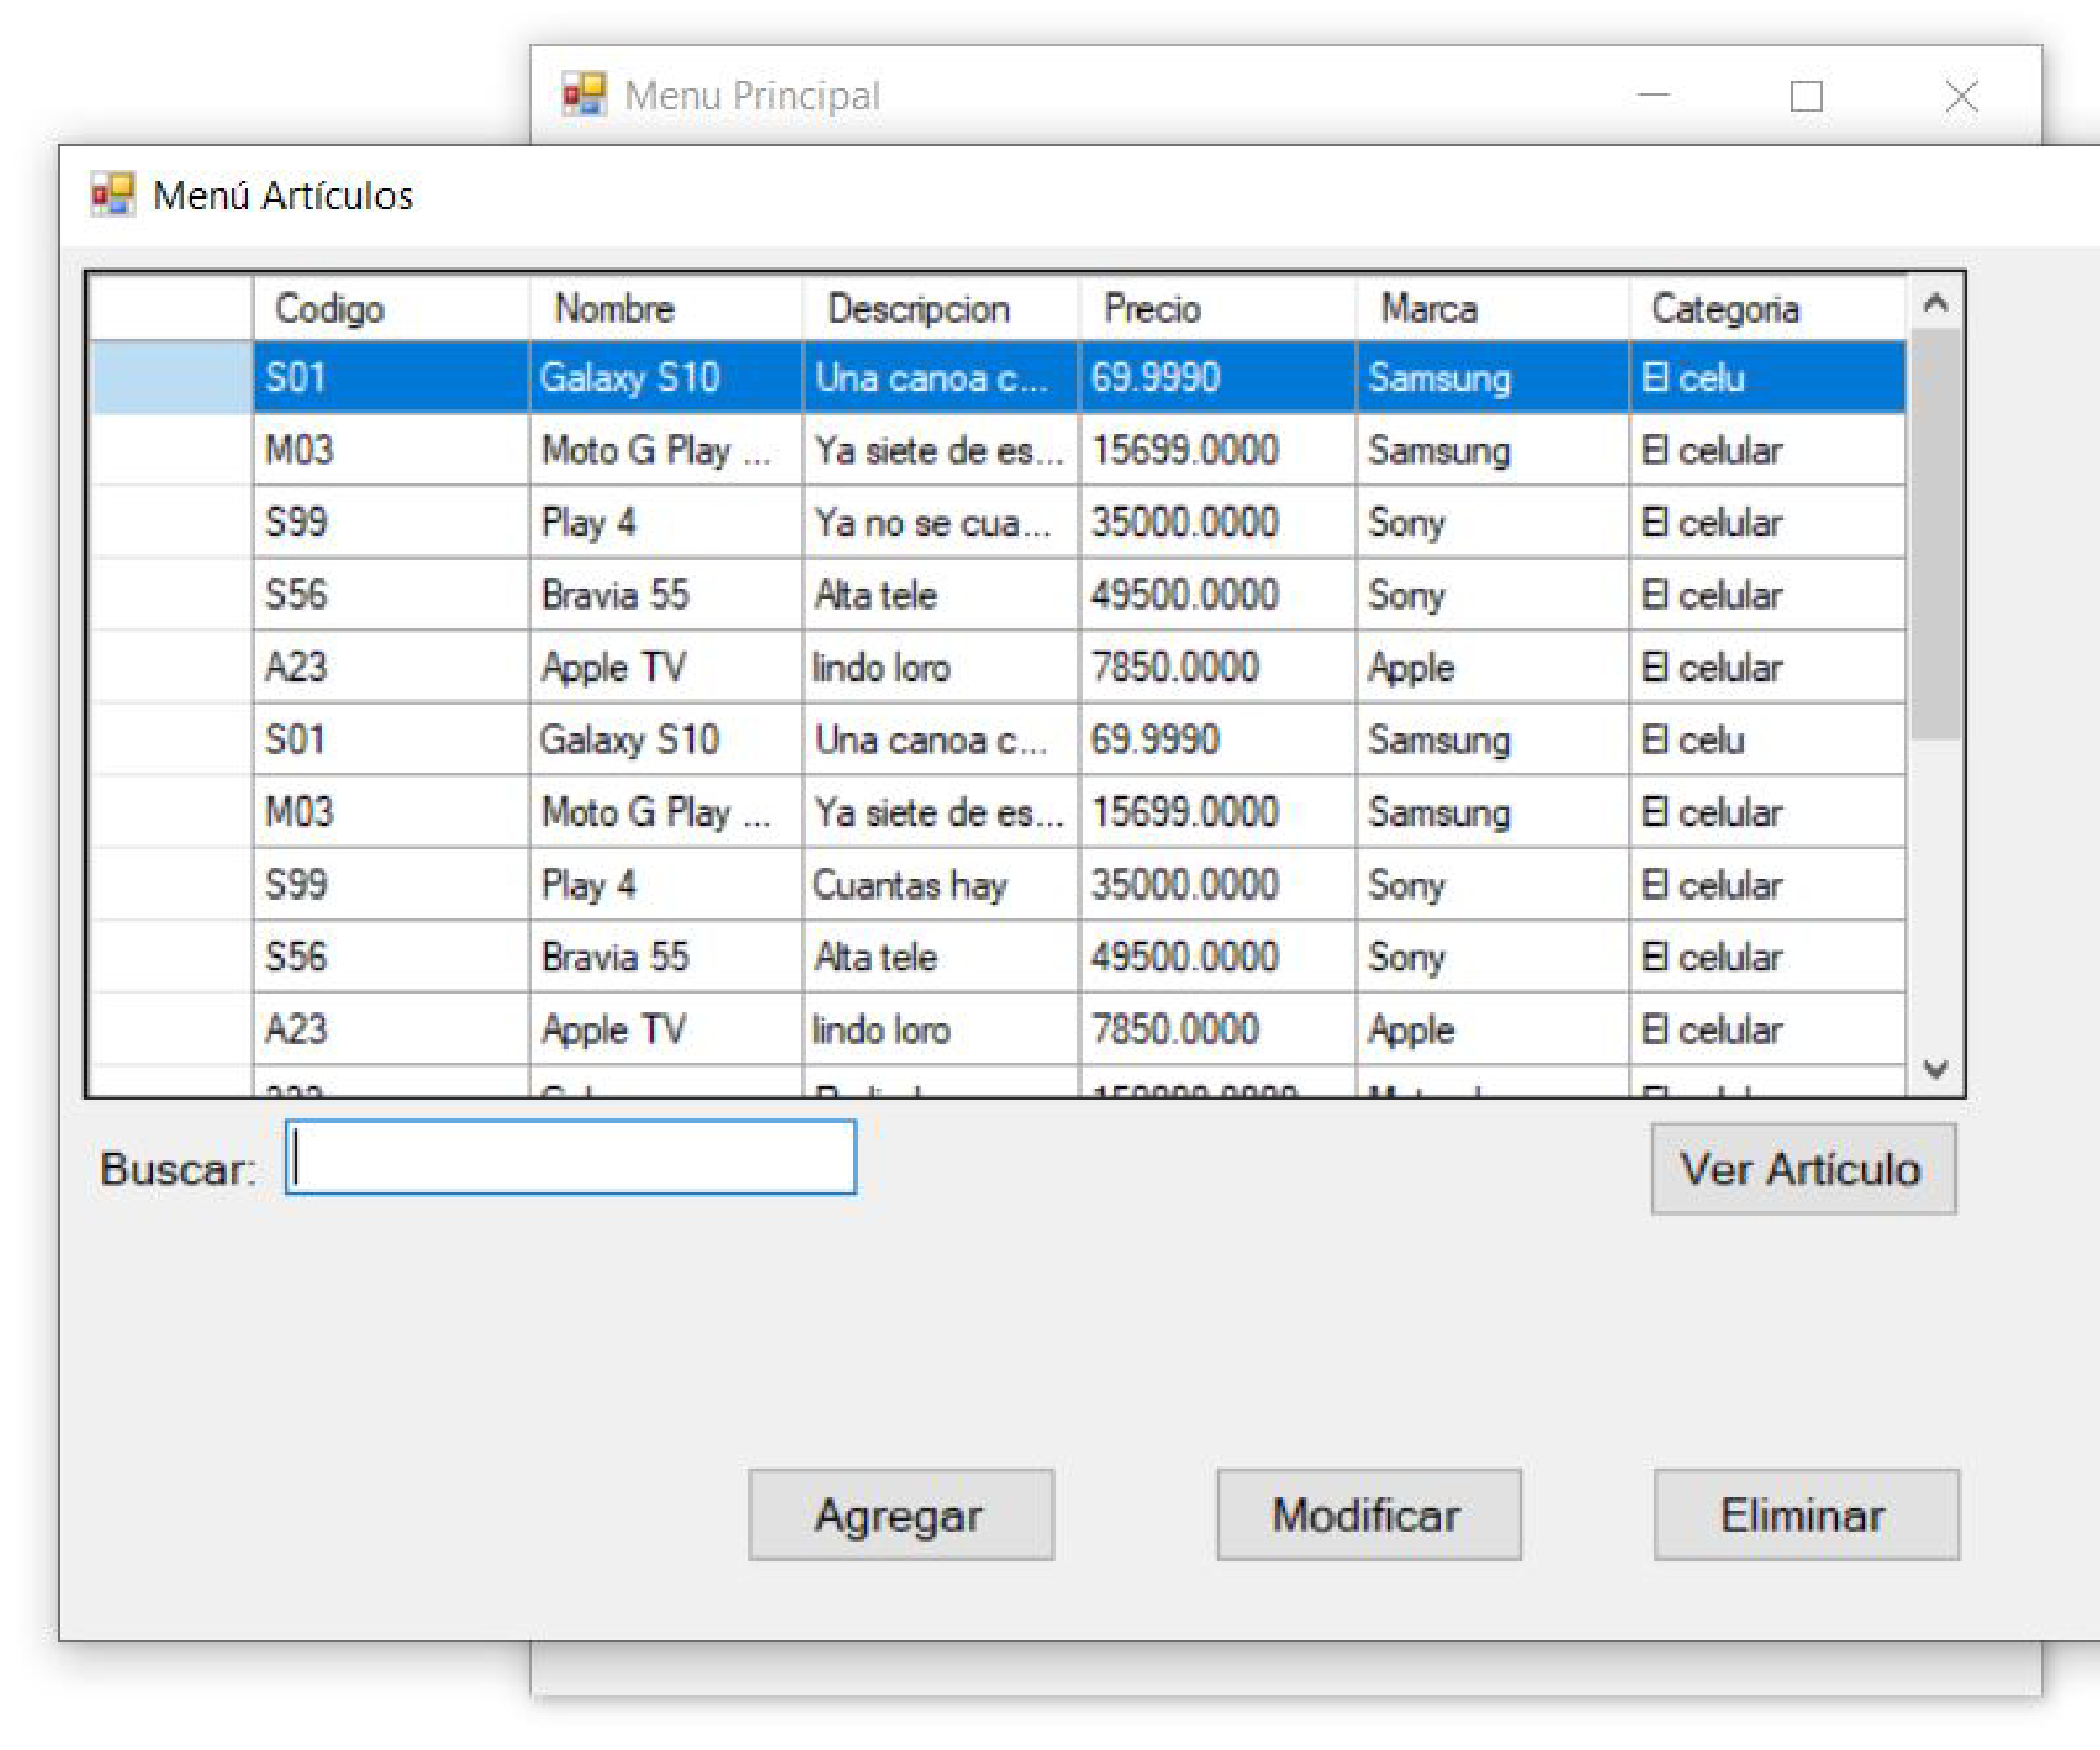 Menu Principal
Menú Artículos
Codigo Nombre Descripcion Precio Marca Categoria
S01 Galaxy S10 Una canoa c... 69.9990 Samsung El celu
M03 Moto G Play ... Ya siete de es... 15699.0000 Samsung El celular
S99 Play 4 Ya no se cua... 35000.0000 Sony El celular
S56 Bravia 55 Alta tele 49500.0000 Sony El celular
A23 Apple TV lindo loro 7850.0000 Apple El celular
S01 Galaxy S10 Una canoa c... 69.9990 Samsung El celu
M03 Moto G Play ... Ya siete de es... 15699.0000 Samsung El celular
S99 Play 4 Cuantas hay 35000.0000 Sony El celular
S56 Bravia 55 Alta tele 49500.0000 Sony El celular
A23 Apple TV lindo loro 7850.0000 Apple El celular
Buscar: Ver Artículo
Agregar Modificar Eliminar